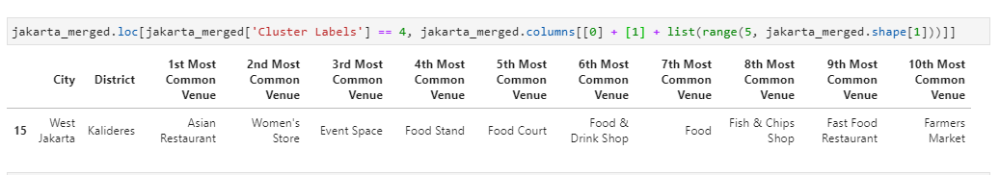 jakarta_merged.loc[jakarta_merged['Cluster Labels'] == 4, jakarta_merged.columns[[0] + [1] + list(range(5, jakarta_merged.shape[1]))]]
City District 1st Most Common Venue 2nd Most Common Venue 3rd Most Common Venue 4th Most Common Venue 5th Most Common Venue 6th Most Common Venue 7th Most Common Venue 8th Most Common Venue 9th Most Common Venue 10th Most Common Venue
15 West Jakarta Kalideres Asian Restaurant Women's Store Event Space Food Stand Food Court Food & Drink Shop Food Fish & Chips Shop Fast Food Restaurant Farmers Market